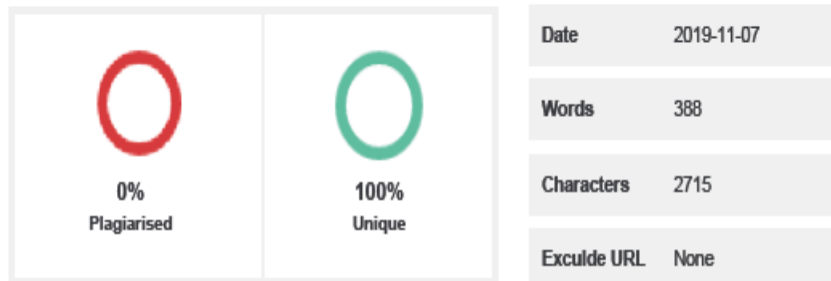 0%
Plagiarised
100%
Unique
Date 2019-11-07
Words 388
Characters 2715
Exculde URL None